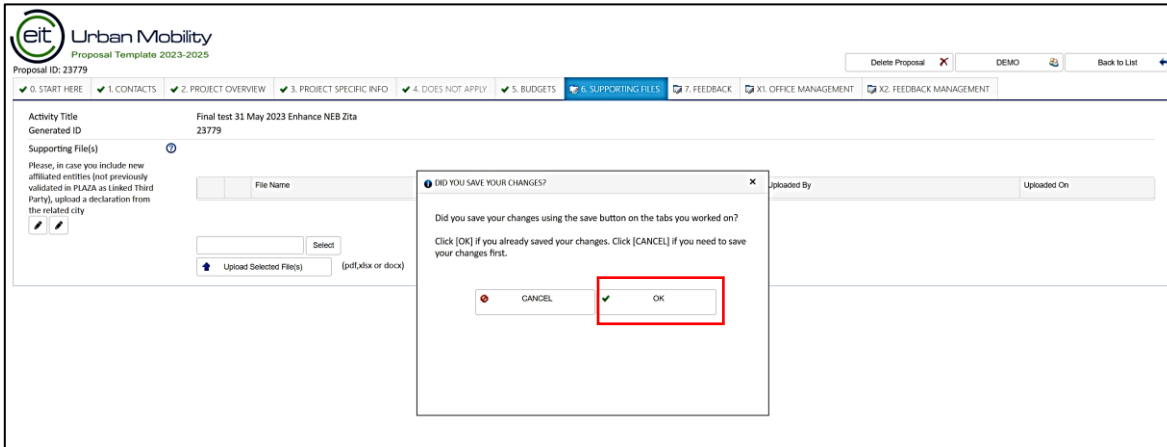 eit Urban Mobility
Proposal Template 2023-2025
Proposal ID: 23779
Delete Proposal
DEMO
Back to List
0. START HERE
1. CONTACTS
2. PROJECT OVERVIEW
3. PROJECT SPECIFIC INFO
4. DOES NOT APPLY
5. BUDGETS
6. SUPPORTING FILES
7. FEEDBACK
X1. OFFICE MANAGEMENT
X2. FEEDBACK MANAGEMENT
Activity Title
Final test 31 May 2023 Enhance NEB Zita
Generated ID
23779
Supporting File(s)
Please, in case you include new
affiliated entities (not previously
validated in PLAZA as Linked Third
Party), upload a declaration from
the related city
File Name
Uploaded By
Uploaded On
Select
Upload Selected File(s)
(pdf,xlsx or docx)
DID YOU SAVE YOUR CHANGES?
Did you save your changes using the save button on the tabs you worked on?
Click [OK] if you already saved your changes. Click [CANCEL] if you need to save
your changes first.
CANCEL
OK